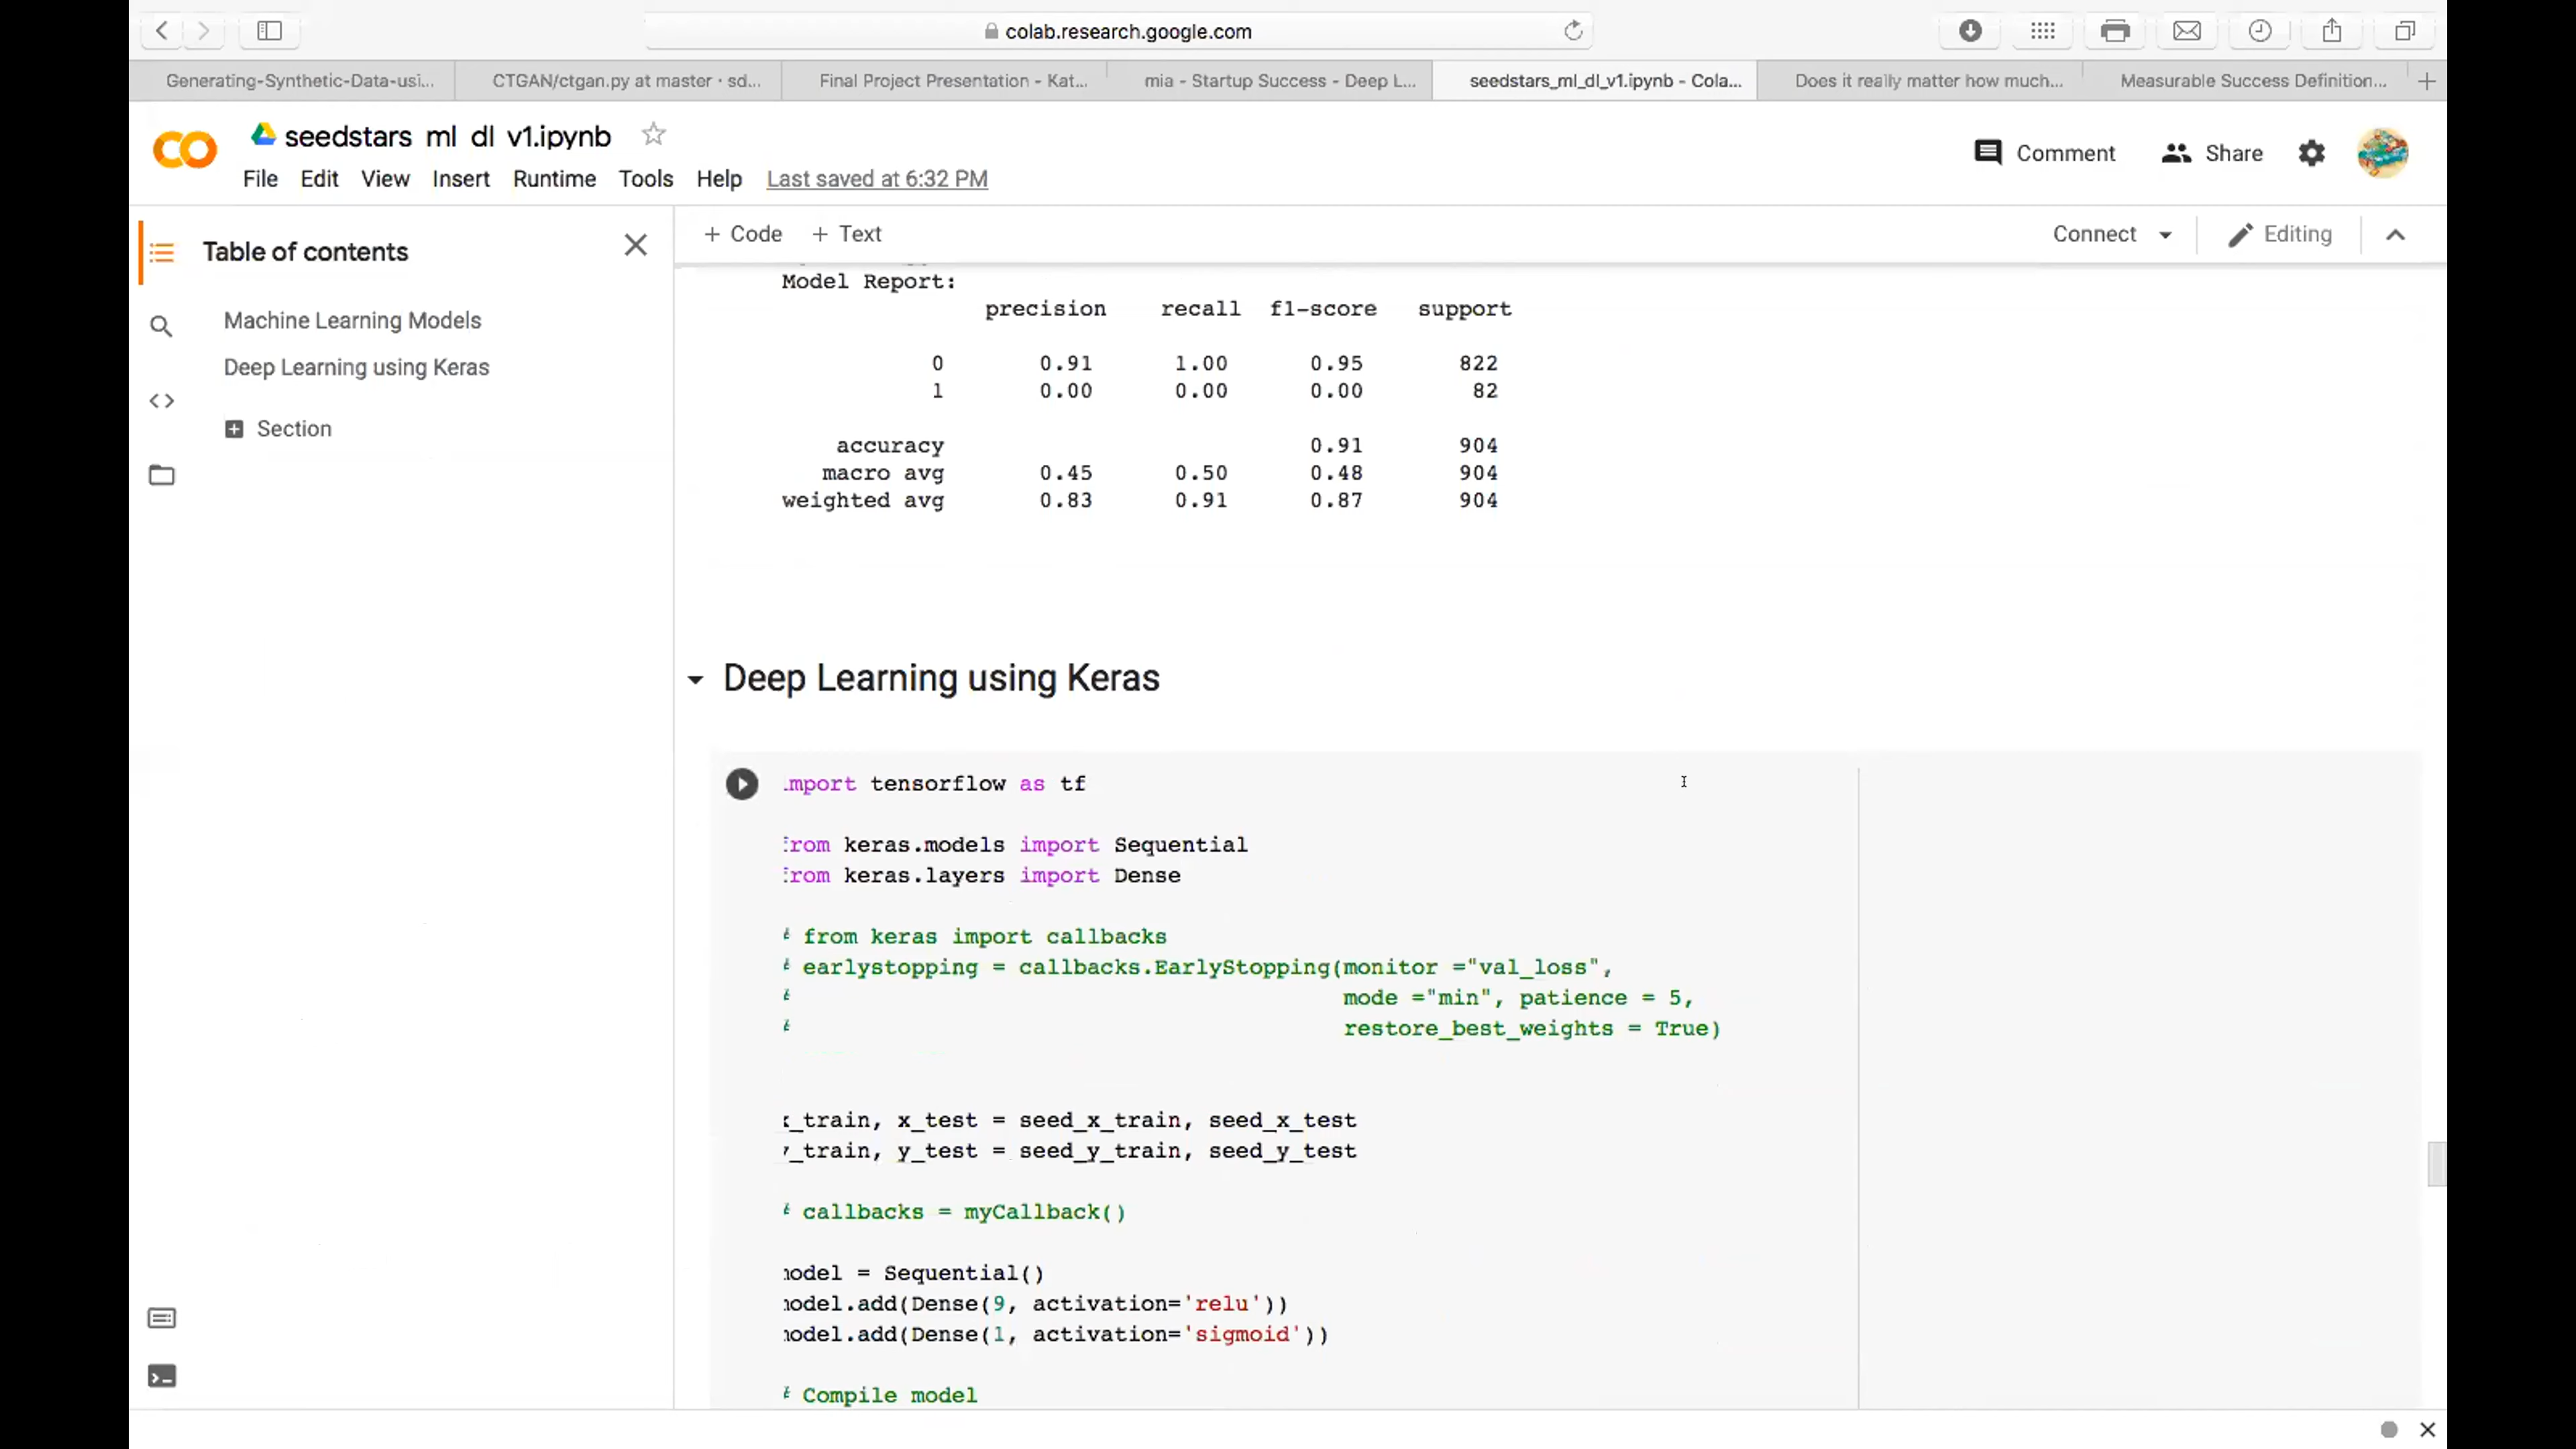 colab.research.google.com
Generating-Synthetic-Data-usi...
CTGAN/ctgan.py at master · sd...
Final Project Presentation - Kat...
mia - Startup Success - Deep L...
seedstars_ml_dl_v1.ipynb - Cola...
Does it really matter how much...
Measurable Success Definition...
seedstars ml dl v1.ipynb
Comment
Share
File Edit View Insert Runtime Tools Help Last saved at 6:32 PM
Table of contents
+ Code + Text
Connect
Editing
Machine Learning Models
Deep Learning using Keras
Section
Model Report:
precision recall f1-score support
0 0.91 1.00 0.95 822
1 0.00 0.00 0.00 82
accuracy 0.91 904
macro avg 0.45 0.50 0.48 904
weighted avg 0.83 0.91 0.87 904
Deep Learning using Keras
mport tensorflow as tf
rom keras.models import Sequential
rom keras.layers import Dense
# from keras import callbacks
# earlystopping = callbacks.EarlyStopping(monitor ="val_loss",
# mode ="min", patience = 5,
# restore_best_weights = True)
x_train, x_test = seed_x_train, seed_x_test
y_train, y_test = seed_y_train, seed_y_test
# callbacks = myCallback()
model = Sequential()
model.add(Dense(9, activation='relu'))
model.add(Dense(1, activation='sigmoid'))
# Compile model